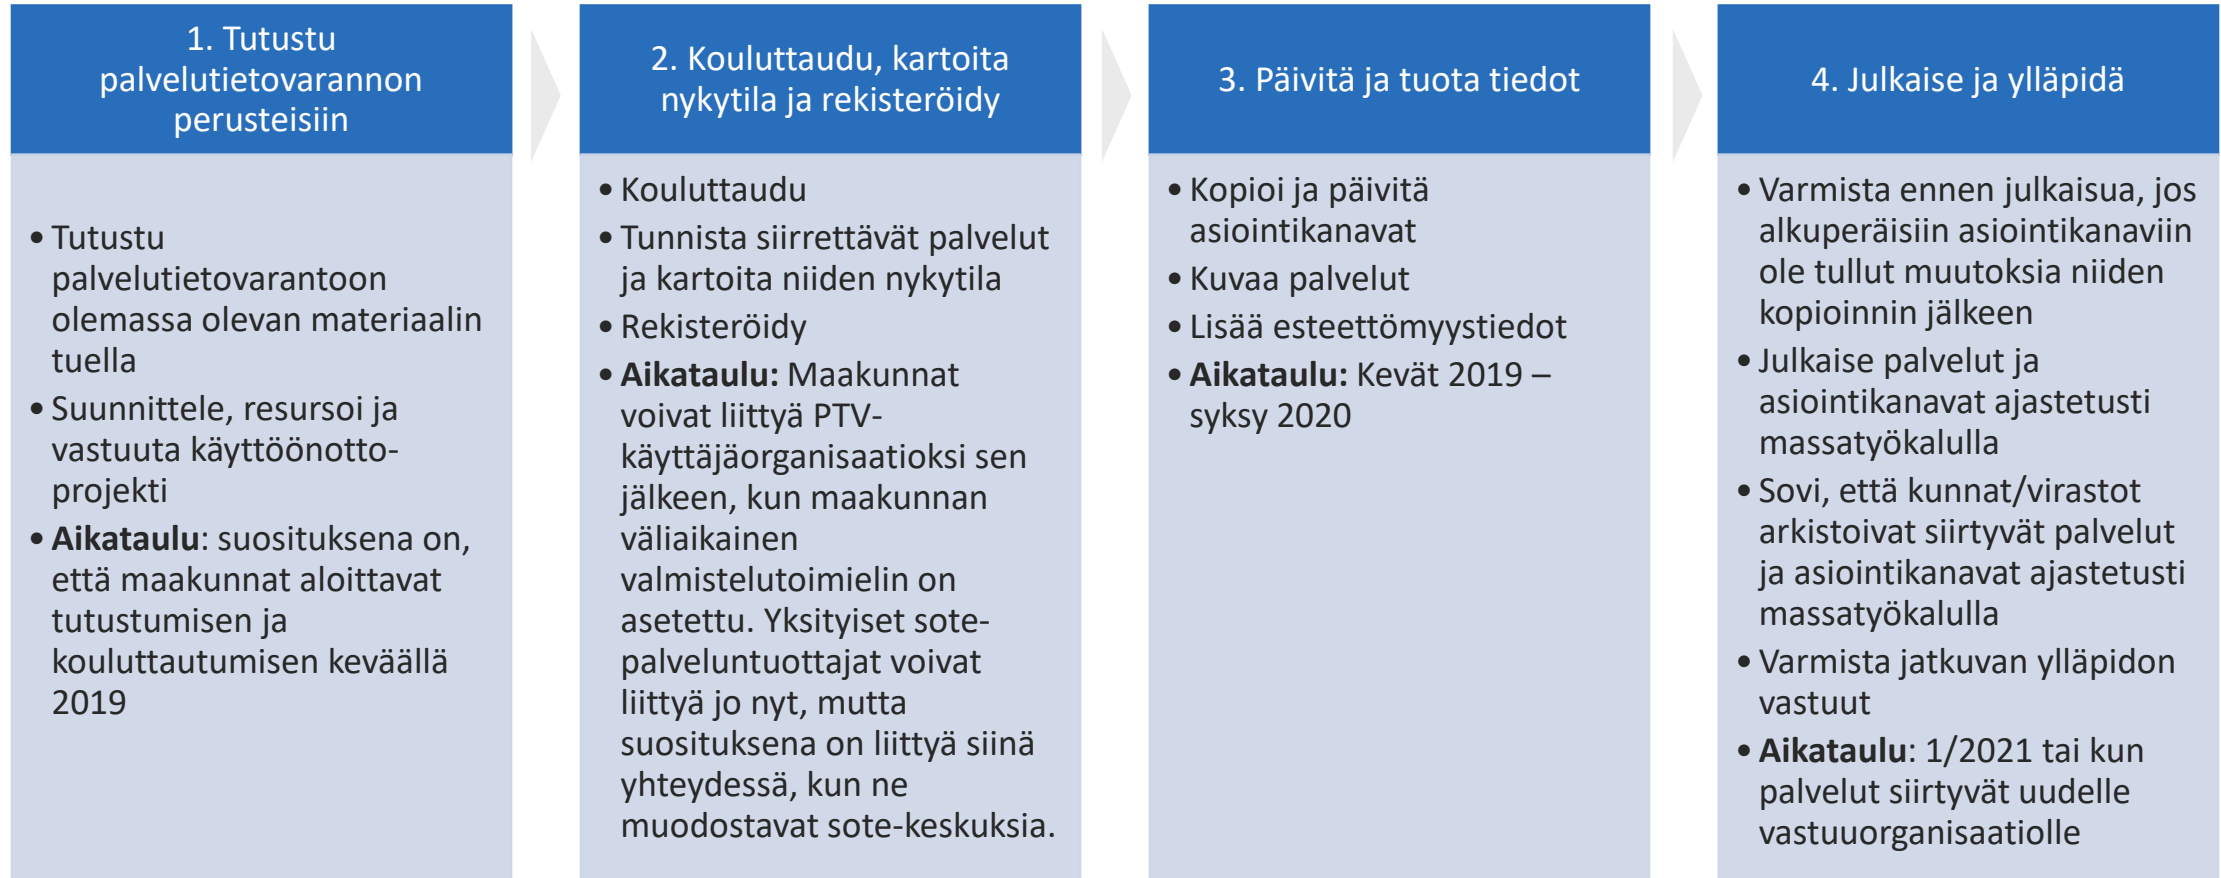 1. Tutustu
palvelutietovarannon
perusteisiin
• Tutustu
palvelutietovarantoon
olemassa olevan materiaalin
tuella
• Suunnittele, resursoi ja
vastuuta käyttöönotto-
projekti
• Aikataulu: suosituksena on,
että maakunnat aloittavat
tutustumisen ja
kouluttautumisen keväällä
2019
2. Kouluttaudu, kartoita
nykytila ja rekisteröidy
• Kouluttaudu
• Tunnista siirrettävät palvelut
ja kartoita niiden nykytila
• Rekisteröidy
• Aikataulu: Maakunnat
voivat liittyä PTV-
käyttäjäorganisaatioksi sen
jälkeen, kun maakunnan
väliaikainen
valmistelutoimielin on
asetettu. Yksityiset sote-
palveluntuottajat voivat
liittyä jo nyt, mutta
suosituksena on liittyä siinä
yhteydessä, kun ne
muodostavat sote-keskuksia.
3. Päivitä ja tuota tiedot
• Kopioi ja päivitä
asiointikanavat
• Kuvaa palvelut
• Lisää esteettömyystiedot
• Aikataulu: Kevät 2019 –
syksy 2020
4. Julkaise ja ylläpidä
• Varmista ennen julkaisua, jos
alkuperäisiin asiointikanaviin
ole tullut muutoksia niiden
kopioinnin jälkeen
• Julkaise palvelut ja
asiointikanavat ajastetusti
massatyökalulla
• Sovi, että kunnat/virastot
arkistoivat siirtyvät palvelut
ja asiointikanavat ajastetusti
massatyökalulla
• Varmista jatkuvan ylläpidon
vastuut
• Aikataulu: 1/2021 tai kun
palvelut siirtyvät uudelle
vastuuorganisaatiolle